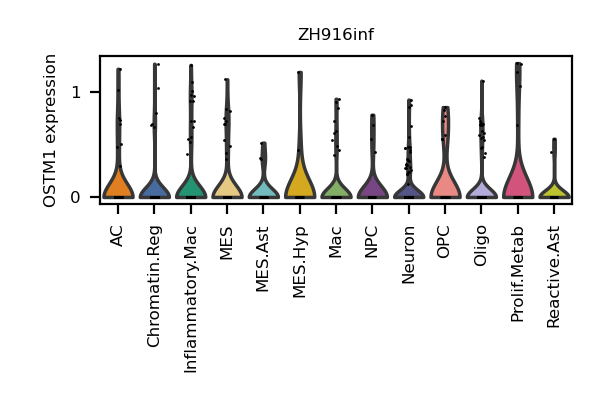 ZH916inf
OSTM1 expression
1
0
AC
Chromatin.Reg
Inflammatory.Mac
MES
MES.Ast
MES.Hyp
Mac
NPC
Neuron
OPC
Oligo
Prolif.Metab
Reactive.Ast